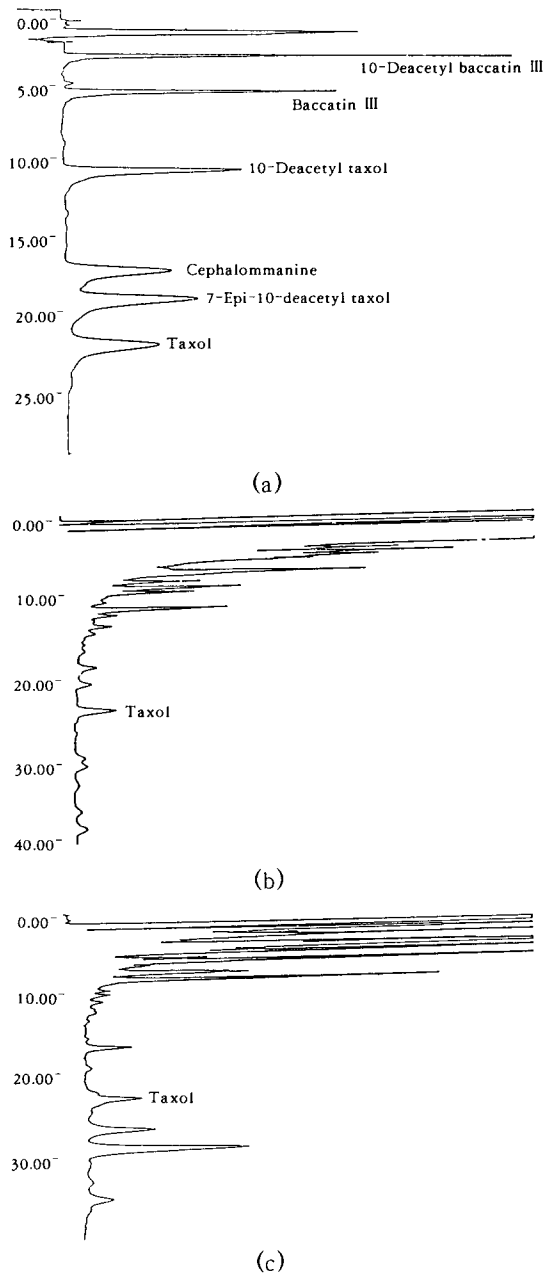 0.00
10-Deacetyl baccatin III
5.00
Baccatin III
10.00
10-Deacetyl taxol
15.00
Cephalommanine
7-Epi-10-deacetyl taxol
20.00
Taxol
25.00
(a)
0.00
10.00
20.00
Taxol
30.00
40.00
(b)
0.00
10.00
20.00
Taxol
30.00
(c)